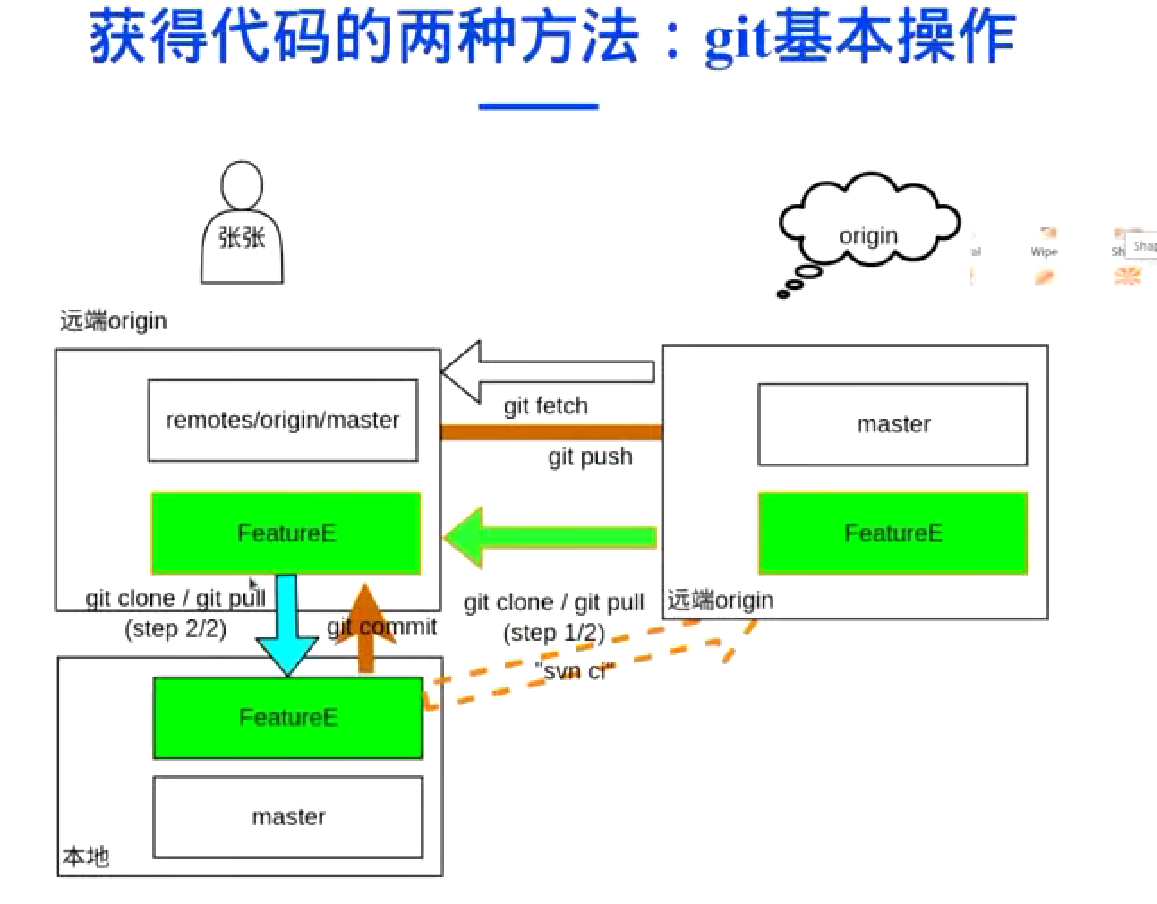 获得代码的两种方法：git基本操作
张张
origin
Wipe
远端origin
remotes/origin/master
git fetch
master
git push
FeatureE
FeatureE
git clone / git pull
(step 2/2)
git commit
git clone / git pull
(step 1/2)
远端origin
"svn ci"
FeatureE
master
本地